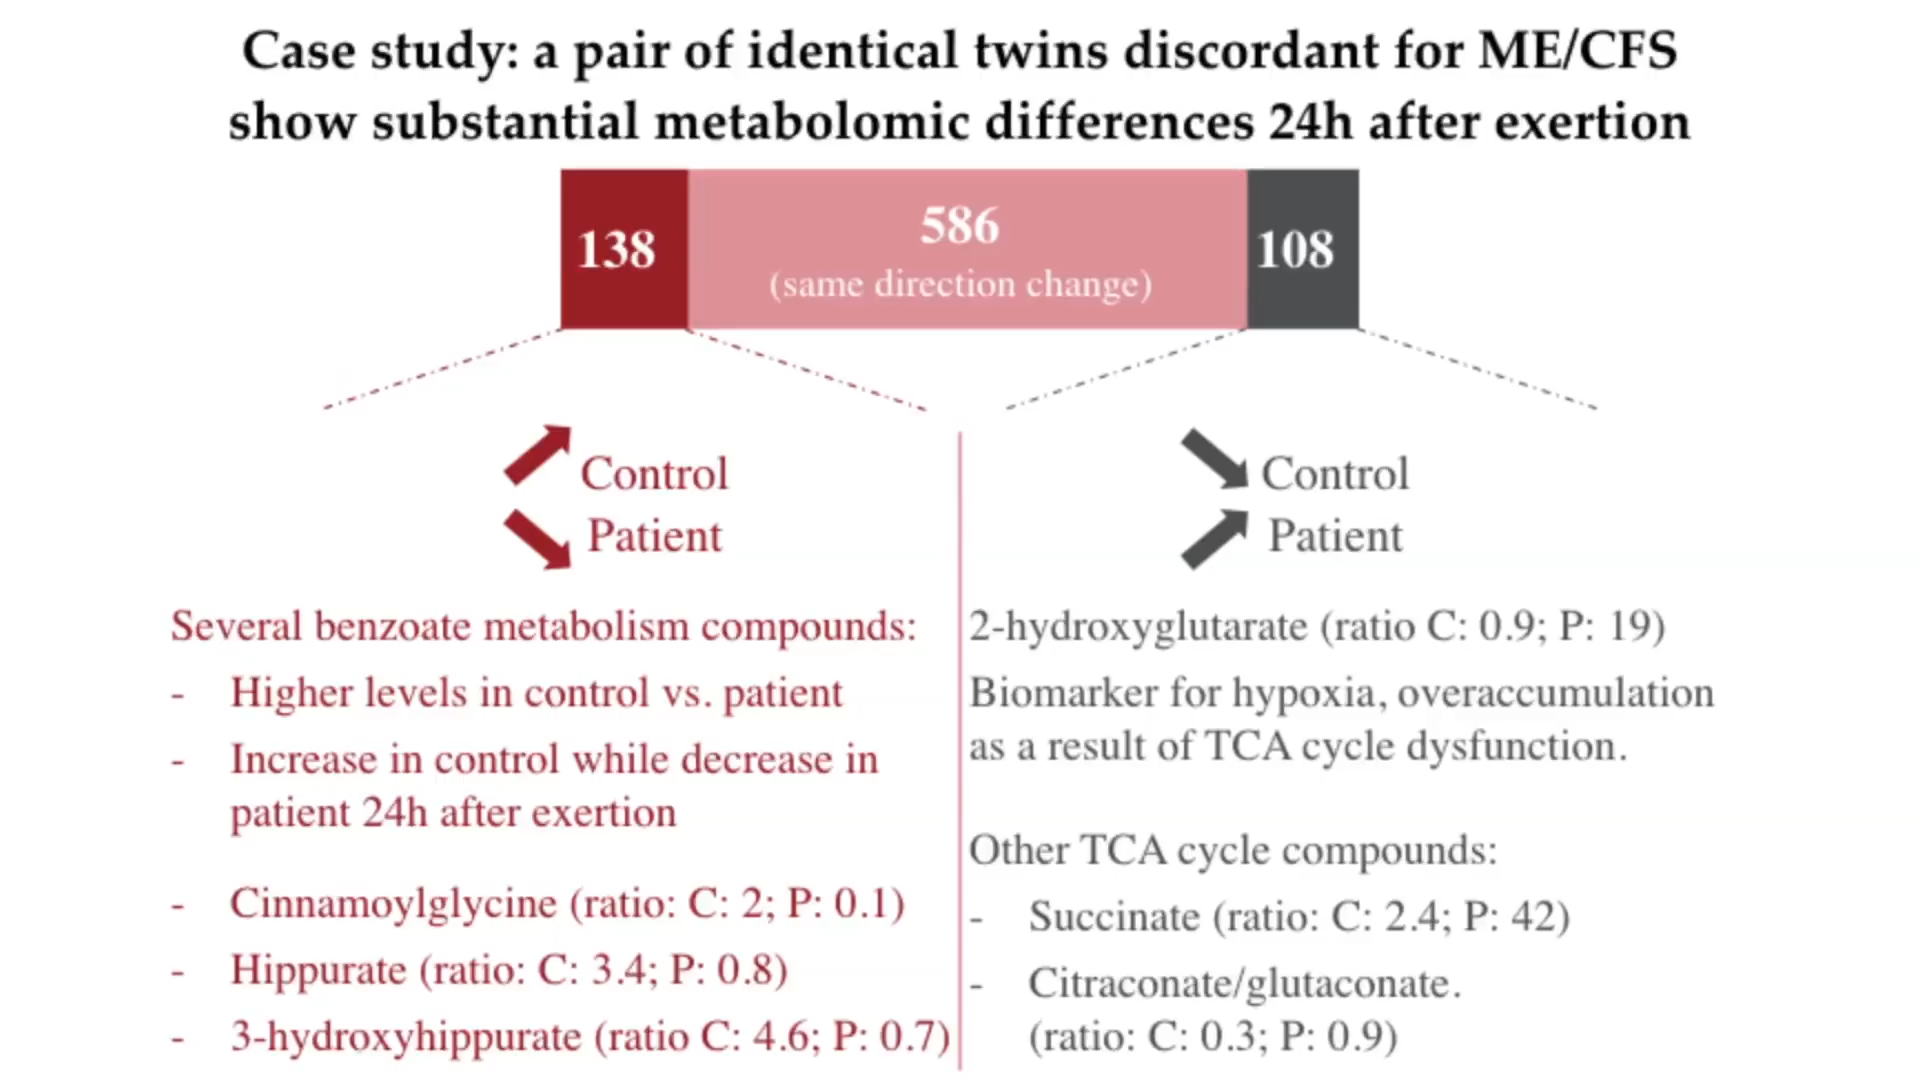 Case study: a pair of identical twins discordant for ME/CFS
show substantial metabolomic differences 24h after exertion
138
586
(same direction change)
108
Control
Patient
Several benzoate metabolism compounds:
- Higher levels in control vs. patient
- Increase in control while decrease in
patient 24h after exertion
- Cinnamoylglycine (ratio: C: 2; P: 0.1)
- Hippurate (ratio: C: 3.4; P: 0.8)
- 3-hydroxyhippurate (ratio C: 4.6; P: 0.7)
Control
Patient
2-hydroxyglutarate (ratio C: 0.9; P: 19)
Biomarker for hypoxia, overaccumulation
as a result of TCA cycle dysfunction.
Other TCA cycle compounds:
- Succinate (ratio: C: 2.4; P: 42)
- Citraconate/glutaconate.
(ratio: C: 0.3; P: 0.9)